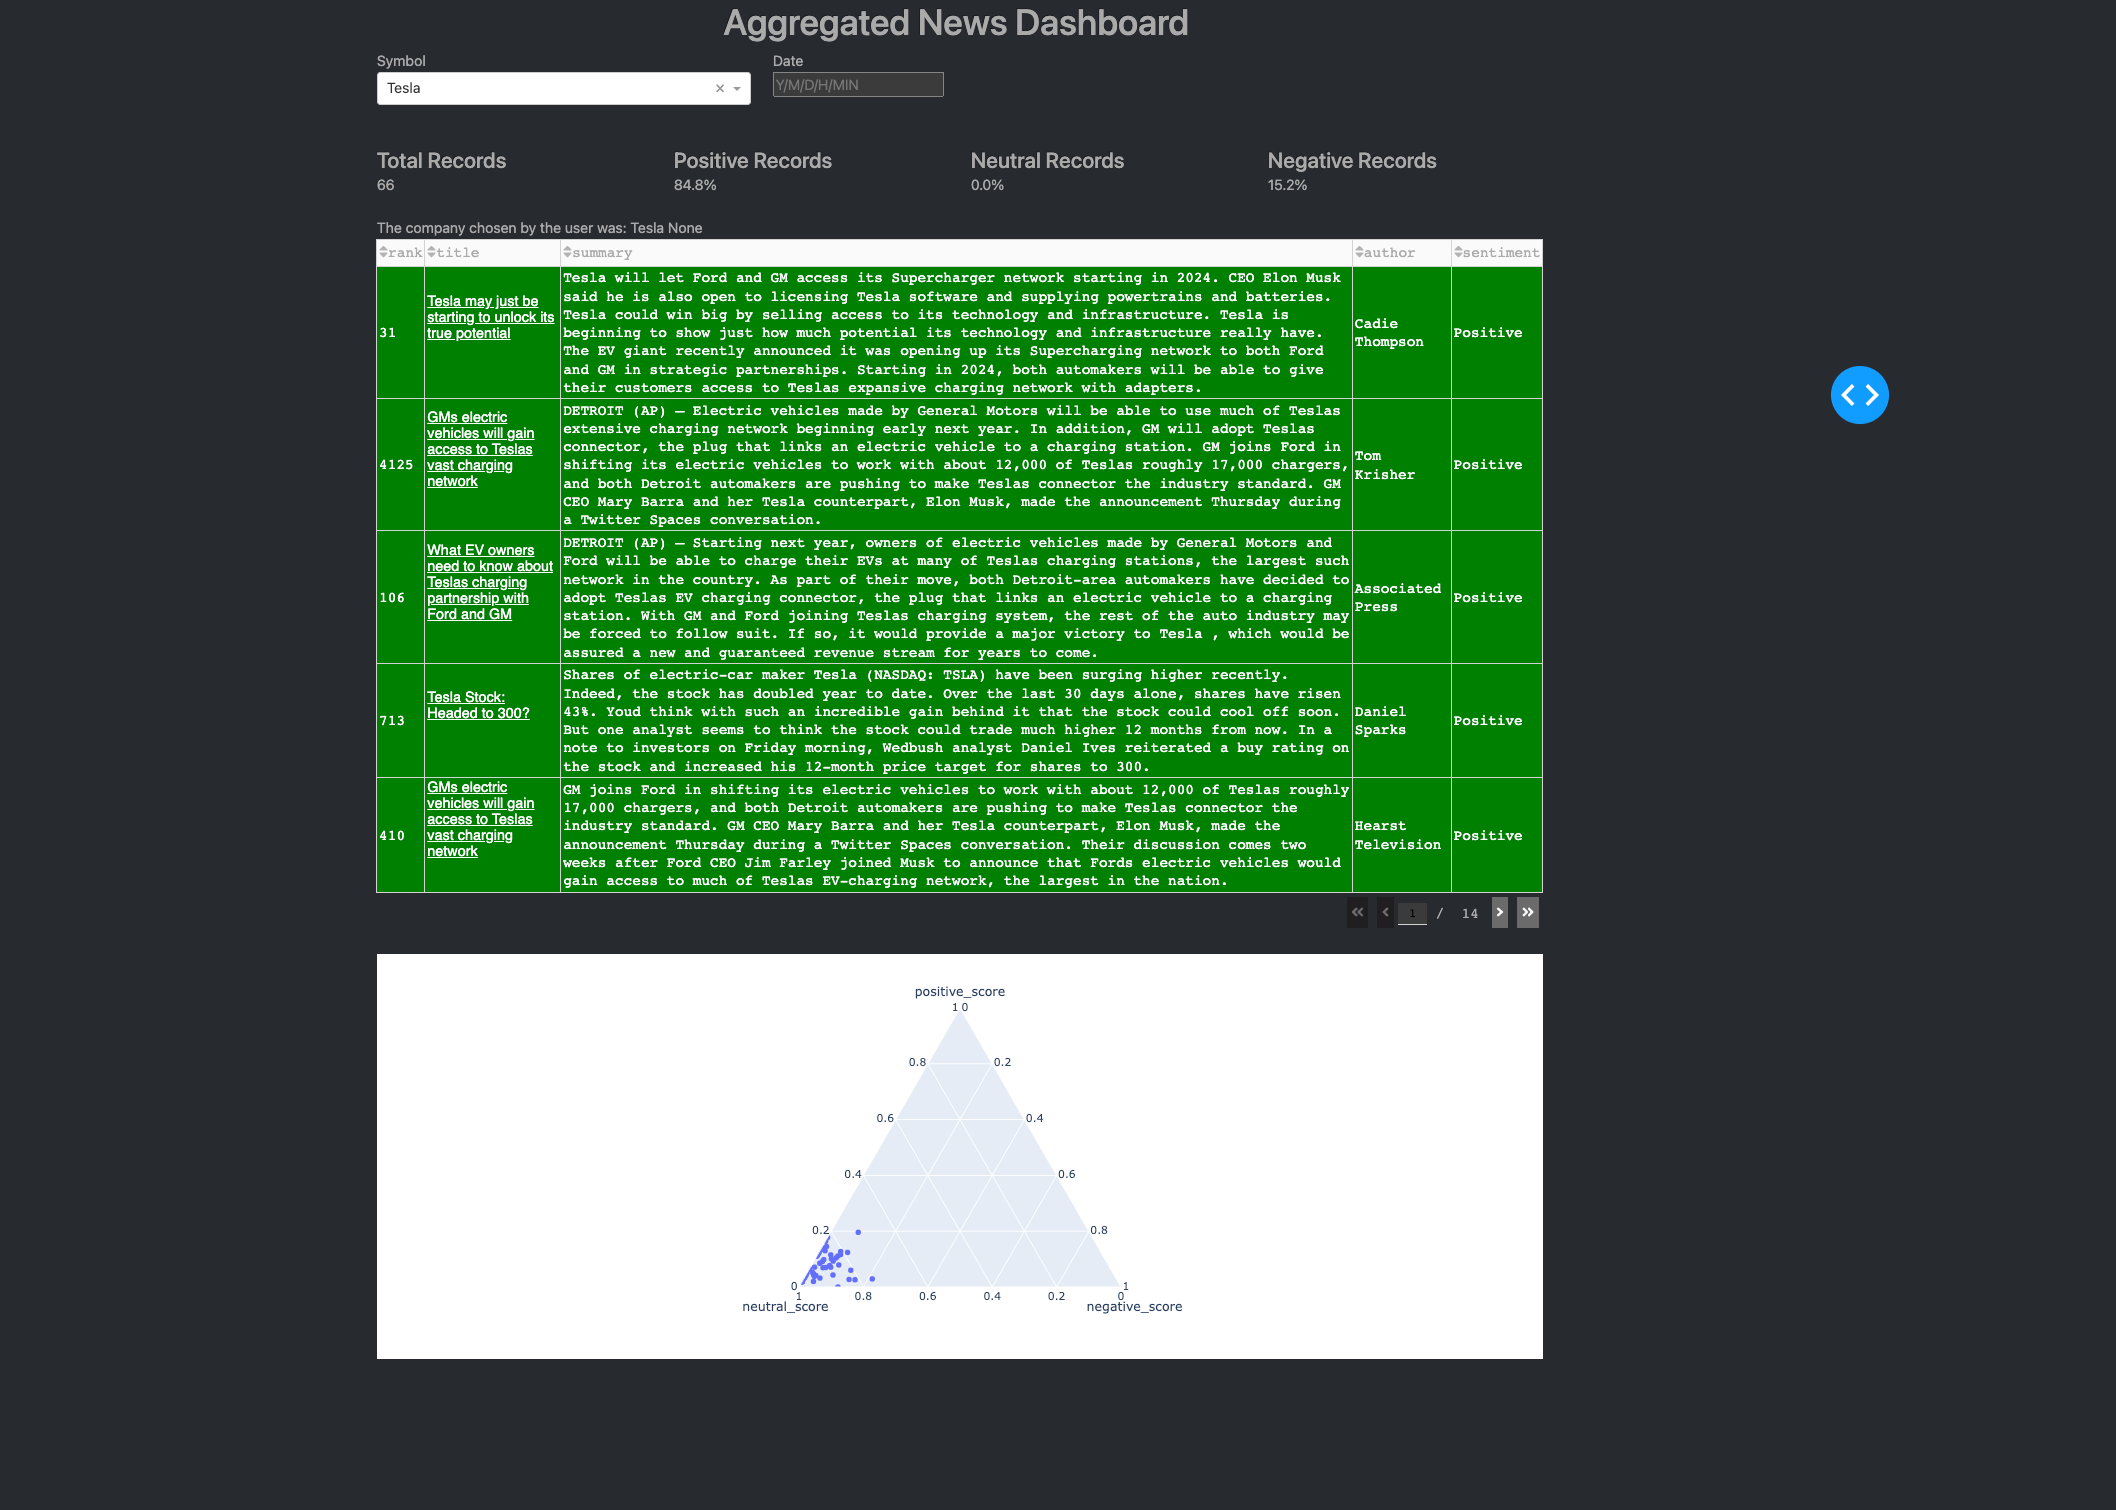 Aggregated News Dashboard
Symbol
Date
Tesla
Y/M/D/H/MIN
Total Records
Positive Records
Neutral Records
Negative Records
66
84.8%
0.0%
15.2%
The company chosen by the user was: Tesla None
rank title summary author sentiment
31
Tesla may just be
starting to unlock its
true potential
Tesla will let Ford and GM access its Supercharger network starting in 2024. CEO Elon Musk
said he is also open to licensing Tesla software and supplying powertrains and batteries.
Tesla could win big by selling access to its technology and infrastructure. Tesla is
beginning to show just how much potential its technology and infrastructure really have.
The EV giant recently announced it was opening up its Supercharging network to both Ford
and GM in strategic partnerships. Starting in 2024, both automakers will be able to give
their customers access to Teslas expansive charging network with adapters.
Cadie
Thompson
Positive
4125
GMs electric
vehicles will gain
access to Teslas
vast charging
network
DETROIT (AP) — Electric vehicles made by General Motors will be able to use much of Teslas
extensive charging network beginning early next year. In addition, GM will adopt Teslas
connector, the plug that links an electric vehicle to a charging station. GM joins Ford in
shifting its electric vehicles to work with about 12,000 of Teslas roughly 17,000 chargers,
and both Detroit automakers are pushing to make Teslas connector the industry standard. GM
CEO Mary Barra and her Tesla counterpart, Elon Musk, made the announcement Thursday during
a Twitter Spaces conversation.
Tom
Krisher
Positive
106
What EV owners
need to know about
Teslas charging
partnership with
Ford and GM
DETROIT (AP) — Starting next year, owners of electric vehicles made by General Motors and
Ford will be able to charge their EVs at many of Teslas charging stations, the largest such
network in the country. As part of their move, both Detroit-area automakers have decided to
adopt Teslas EV charging connector, the plug that links an electric vehicle to a charging
station. With GM and Ford joining Teslas charging system, the rest of the auto industry may
be forced to follow suit. If so, it would provide a major victory to Tesla , which would be
assured a new and guaranteed revenue stream for years to come.
Associated
Press
Positive
713
Tesla Stock:
Headed to 300?
Shares of electric-car maker Tesla (NASDAQ: TSLA) have been surging higher recently.
Indeed, the stock has doubled year to date. Over the last 30 days alone, shares have risen
43%. Youd think with such an incredible gain behind it that the stock could cool off soon.
But one analyst seems to think the stock could trade much higher 12 months from now. In a
note to investors on Friday morning, Wedbush analyst Daniel Ives reiterated a buy rating on
the stock and increased his 12-month price target for shares to 300.
Daniel
Sparks
Positive
410
GMs electric
vehicles will gain
access to Teslas
vast charging
network
GM joins Ford in shifting its electric vehicles to work with about 12,000 of Teslas roughly
17,000 chargers, and both Detroit automakers are pushing to make Teslas connector the
industry standard. GM CEO Mary Barra and her Tesla counterpart, Elon Musk, made the
announcement Thursday during a Twitter Spaces conversation. Their discussion comes two
weeks after Ford CEO Jim Farley joined Musk to announce that Fords electric vehicles would
gain access to much of Teslas EV-charging network, the largest in the nation.
Hearst
Television
Positive
1 / 14
positive_score
1 0
0.8 0.2
0.6 0.4
0.4 0.6
0.2 0.8
0 1
1 0.8 0.6 0.4 0.2 0
neutral_score negative_score